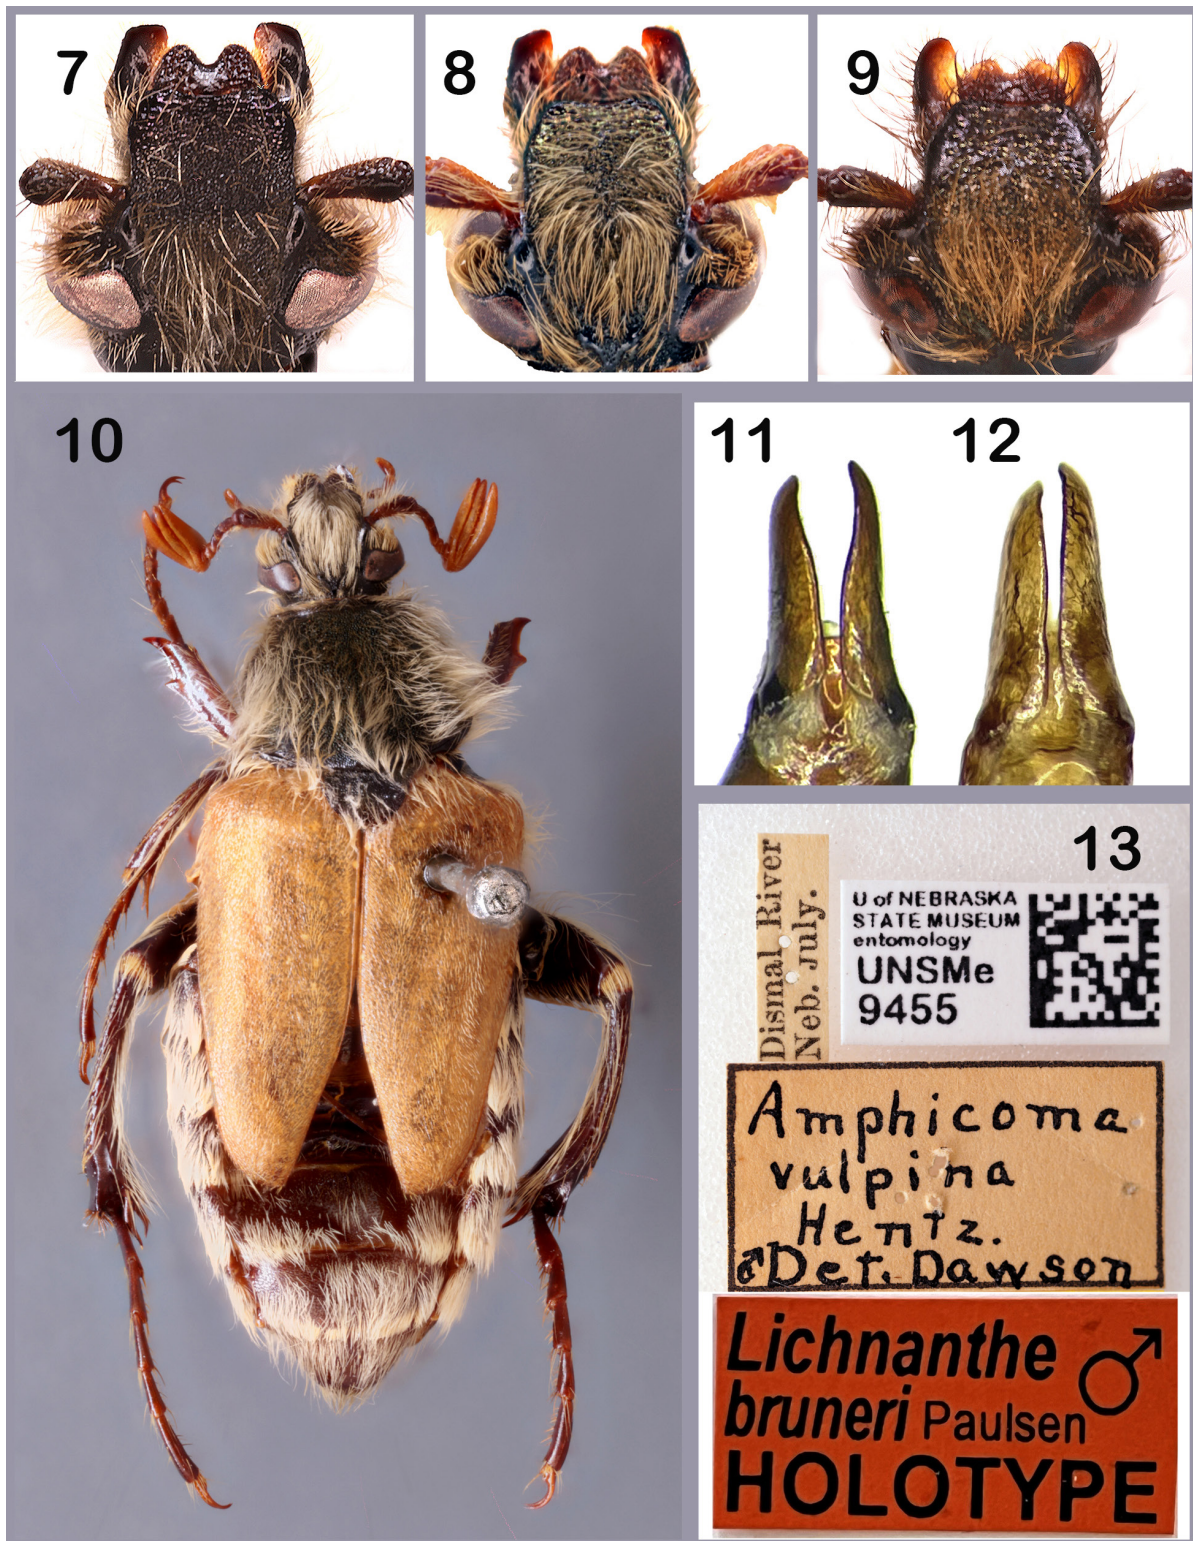 7
8
9
10
11
12
13
Dismal River
Neb. July.
U of NEBRASKA
STATE MUSEUM
entomology
UNSMe
9455
Amphicoma
vulpina
Hentz.
♂Det. Dawson
Lichnanthe ♂
bruneri Paulsen
HOLOTYPE